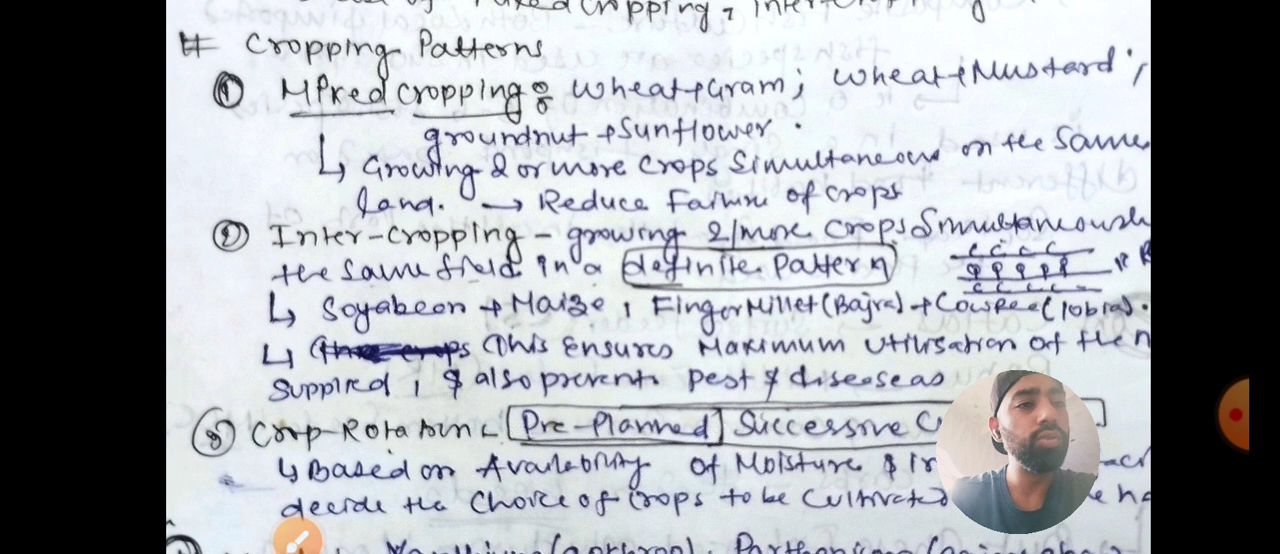 # Cropping Patterns
① Mixed cropping : Wheat + Gram ; Wheat + Mustard ;
groundnut + Sunflower .
↳ Growing 2 or more crops Simultaneous on the Same
land. → Reduce Failure of crops
② Inter-cropping - growing 2/more crops Simultaneously
the same field in a definite Pattern
↳ Soyabean + Maize , Finger Millet (Bajra) + Cowpea (lobia).
↳ This Ensures Maximum Utilisation of the
Supplied , & also prevents pest & diseaseas
③ Crop-Rotation - Pre-Planned Successive
↳ Based on Availability of Moisture &
decide the Choice of crops to be Cultivated